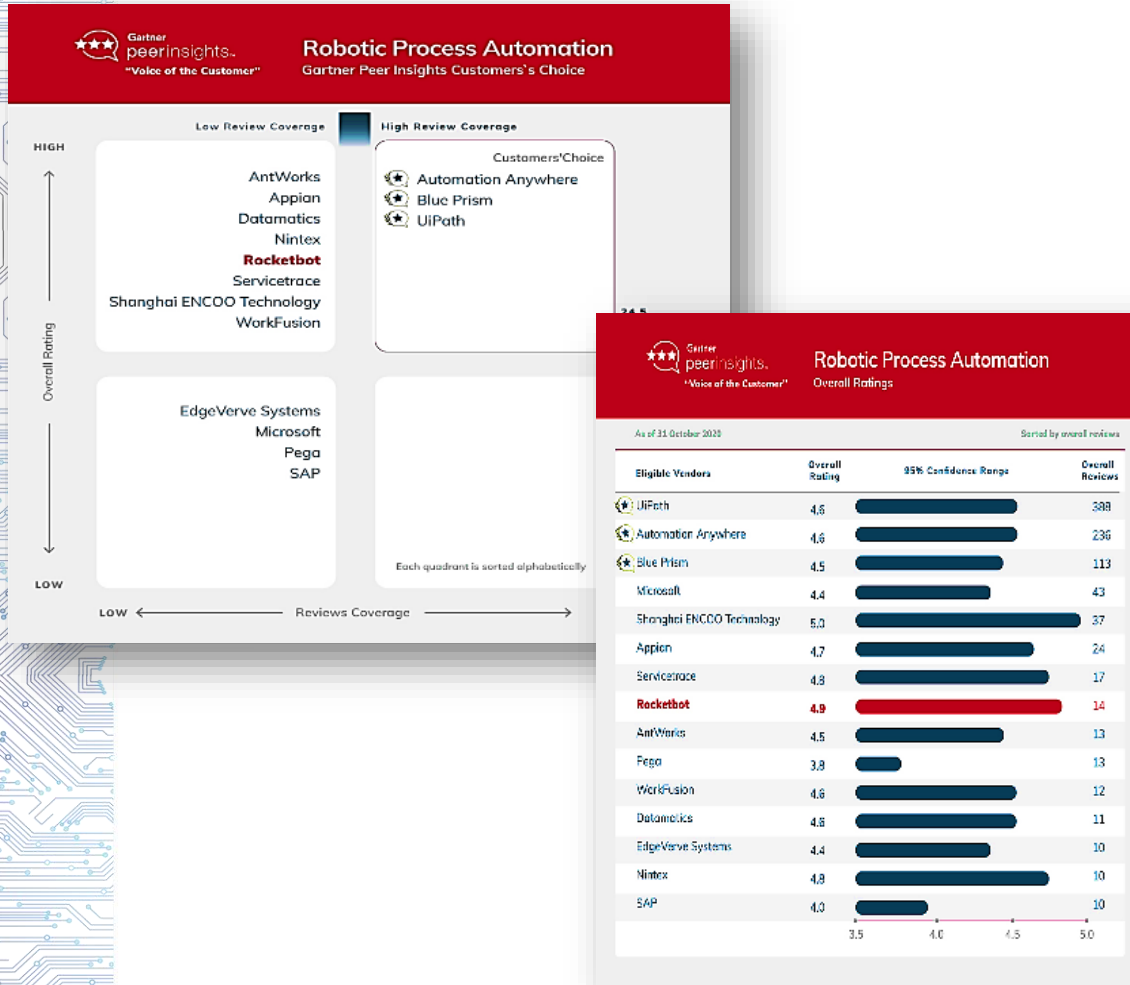 Gartner
peerinsights™
"Voice of the Customer"
Robotic Process Automation
Gartner Peer Insights Customers`s Choice
Low Review Coverage
High Review Coverage
HIGH
Overall Rating
LOW
AntWorks
Appian
Datamatics
Nintex
Rocketbot
Servicetrace
Shanghai ENCOO Technology
WorkFusion
Customers'Choice
Automation Anywhere
Blue Prism
UiPath
EdgeVerve Systems
Microsoft
Pega
SAP
Each quadrant is sorted alphabetically
LOW
Reviews Coverage
Gartner
peerinsights™
"Voice of the Customer"
Robotic Process Automation
Overall Ratings
As of 31 October 2020
Sorted by overall reviews
Eligible Vendors Overall Rating 95% Confidence Range Overall Reviews
UiPath 4.6 388
Automation Anywhere 4.6 236
Blue Prism 4.5 113
Microsoft 4.4 43
Shanghai ENCOO Technology 5.0 37
Appian 4.7 24
Servicetrace 4.8 17
Rocketbot 4.9 14
AntWorks 4.5 13
Pega 3.8 13
WorkFusion 4.6 12
Datamatics 4.6 11
EdgeVerve Systems 4.4 10
Nintex 4.8 10
SAP 4.0 10
3.5 4.0 4.5 5.0